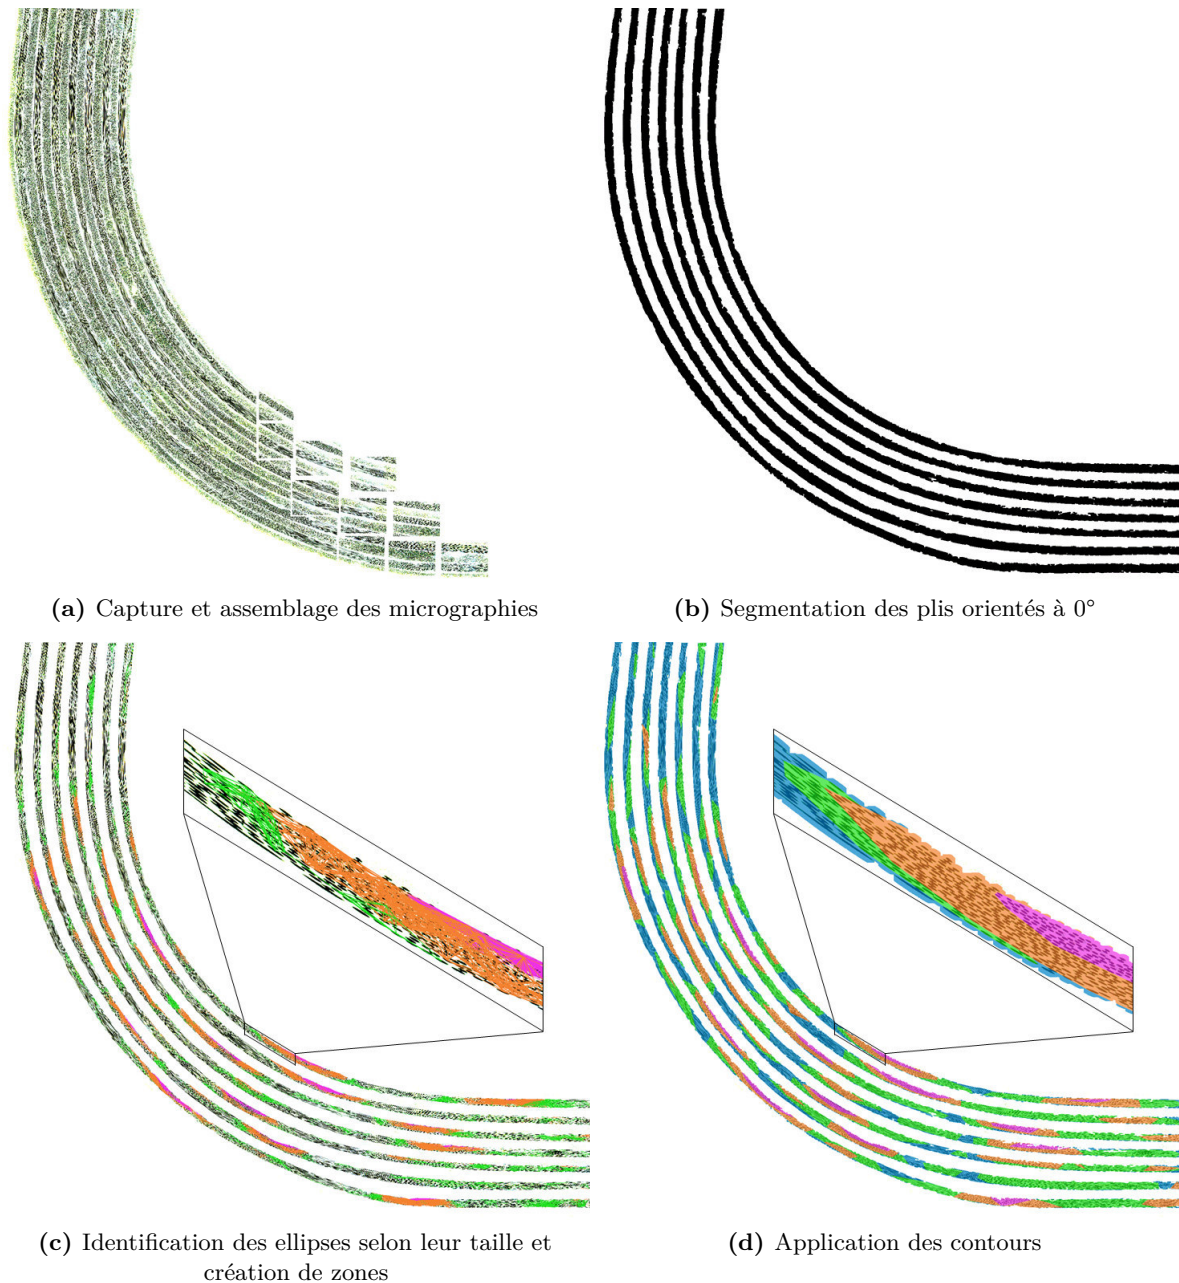 (a) Capture et assemblage des micrographies
(b) Segmentation des plis orientés à 0°
(c) Identification des ellipses selon leur taille et
création de zones
(d) Application des contours